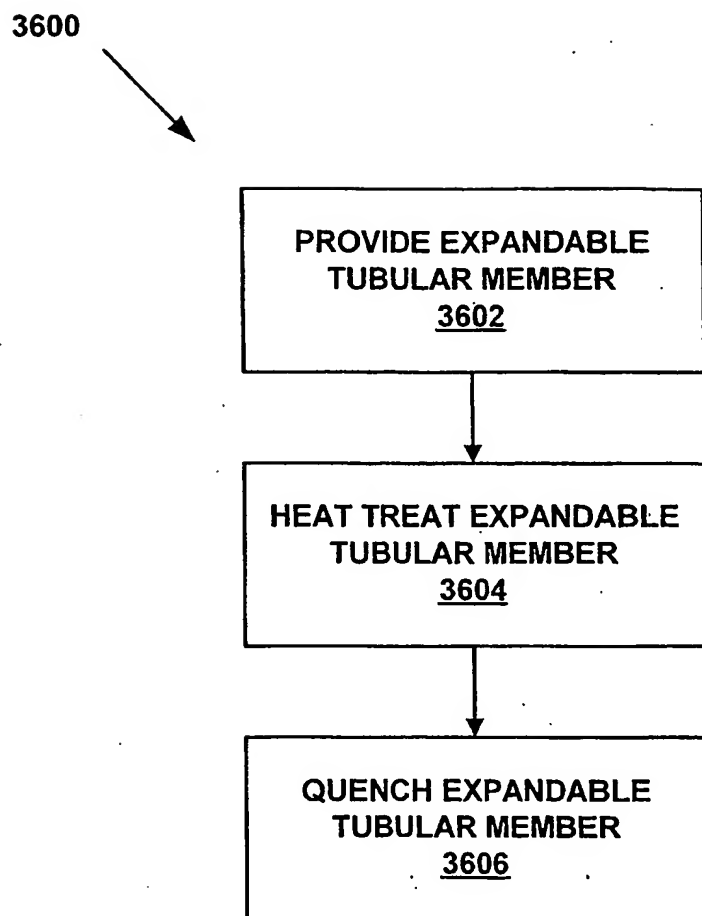 3600
PROVIDE EXPANDABLE
TUBULAR MEMBER
3602
HEAT TREAT EXPANDABLE
TUBULAR MEMBER
3604
QUENCH EXPANDABLE
TUBULAR MEMBER
3606